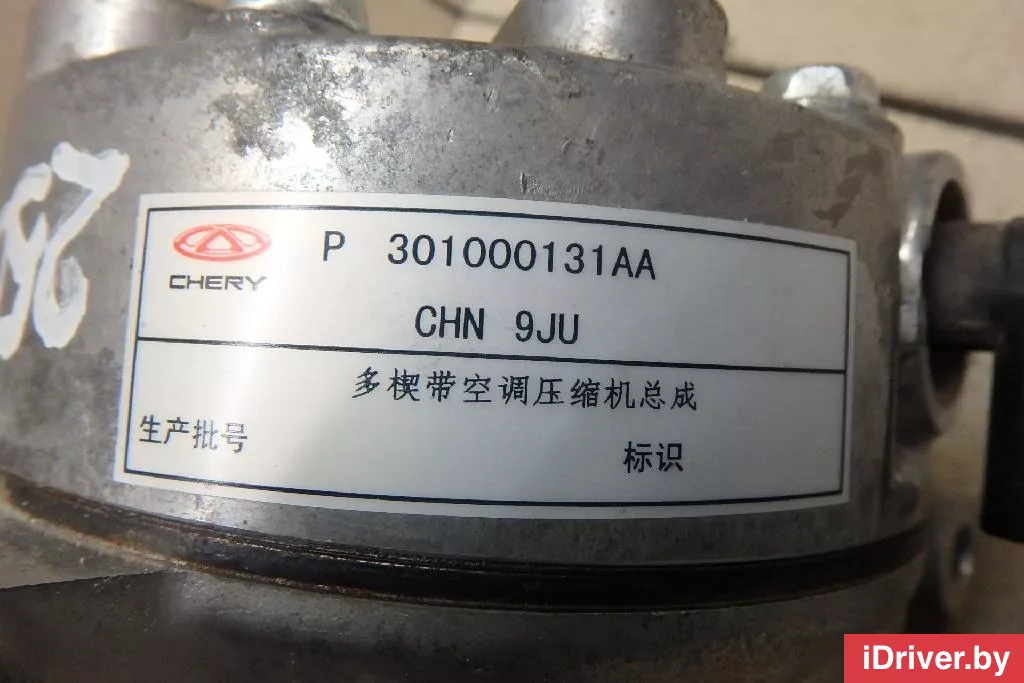 CHERY
P 301000131AA
CHN 9JU
多楔带空调压缩机总成
生产批号
标识
iDriver.by